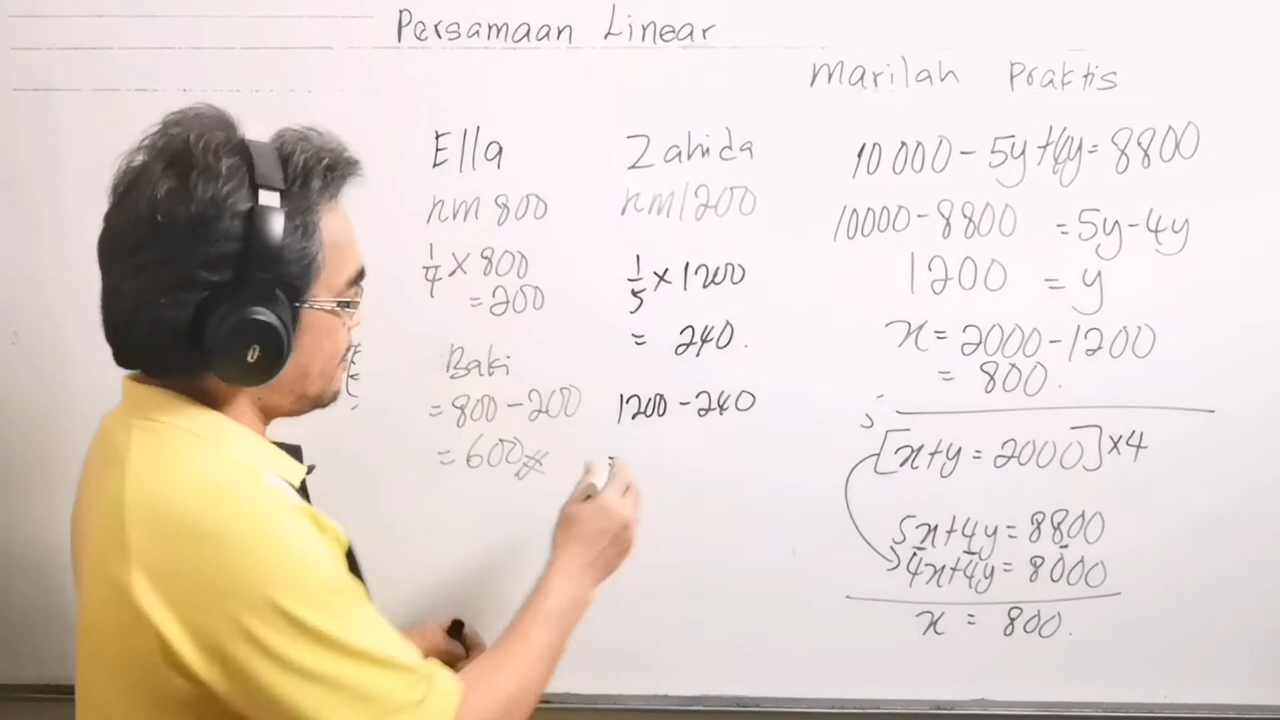 Persamaan Linear
Marilah Praktis
Ella
RM 800
1/4 × 800
= 200
Baki
= 800 - 200
= 600 #
Zahida
RM1200
1/5 × 1200
= 240.
1200 - 240
=
10 000 - 5y + 4y = 8800
10000 - 8800 = 5y - 4y
1200 = y
x = 2000 - 1200
= 800.
[x+y = 2000] × 4
5x+4y = 8800
4x+4y = 8000
x = 800.